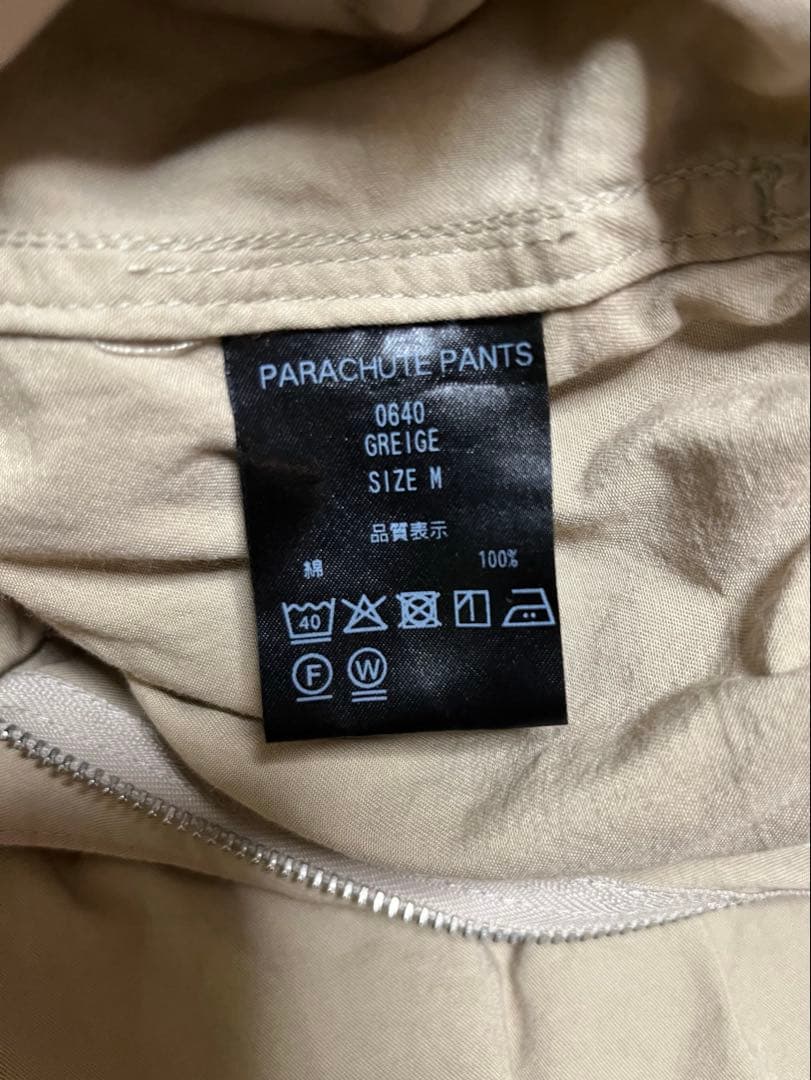 PARACHUTE PANTS
0640
GREIGE
SIZE M
品質表示
綿 100%
40
F W